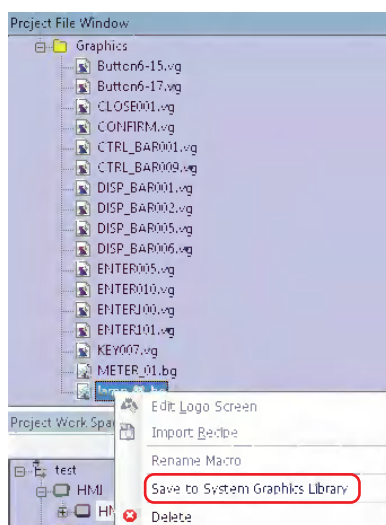 Project File Window
Graphics
Button6-15.vg
Button6-17.vg
CLOSE001.vg
CONFIRM.vg
CTRL_BAR001.vg
CTRL_BAR009.vg
DISP_BAR001.vg
DISP_BAR002.vg
DISP_BAR005.vg
DISP_BAR006.vg
ENTER005.vg
ENTER010.vg
ENTER100.vg
ENTER101.vg
KEY007.vg
METER_01.bg
Edit Logo Screen
Project Work Spa
Import Recipe
Rename Macro
test
Save to System Graphics Library
HMI
Delete